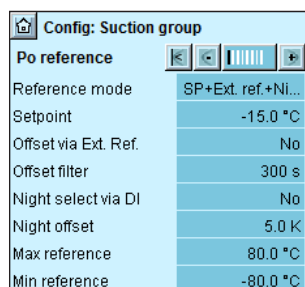 Config: Suction group
Po reference
Reference mode SP+Ext. ref.+Ni...
Setpoint -15.0 °C
Offset via Ext. Ref. No
Offset filter 300 s
Night select via DI No
Night offset 5.0 K
Max reference 80.0 °C
Min reference -80.0 °C